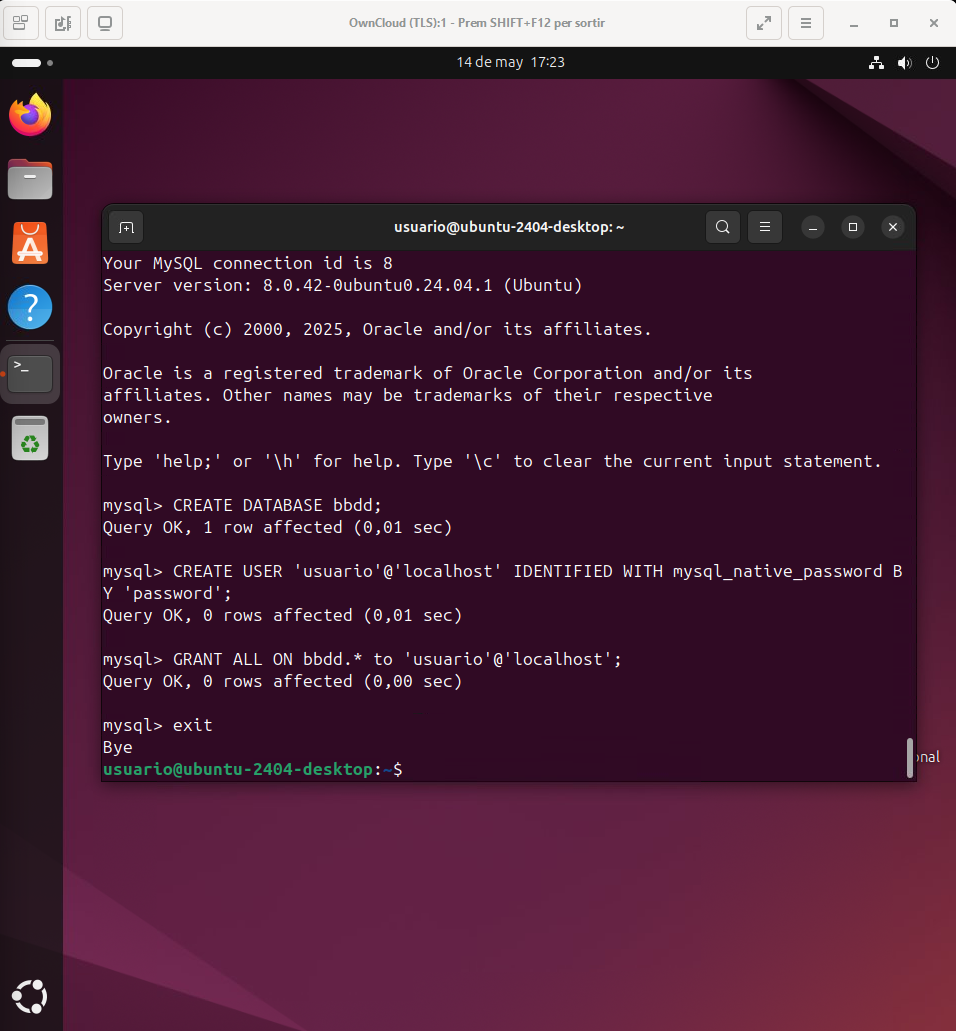 OwnCloud (TLS):1 - Prem SHIFT+F12 per sortir
14 de may 17:23
usuario@ubuntu-2404-desktop: ~
Your MySQL connection id is 8
Server version: 8.0.42-0ubuntu0.24.04.1 (Ubuntu)
Copyright (c) 2000, 2025, Oracle and/or its affiliates.
Oracle is a registered trademark of Oracle Corporation and/or its
affiliates. Other names may be trademarks of their respective
owners.
Type 'help;' or '\h' for help. Type '\c' to clear the current input statement.
mysql> CREATE DATABASE bbdd;
Query OK, 1 row affected (0,01 sec)
mysql> CREATE USER 'usuario'@'localhost' IDENTIFIED WITH mysql_native_password B
Y 'password';
Query OK, 0 rows affected (0,01 sec)
mysql> GRANT ALL ON bbdd.* to 'usuario'@'localhost';
Query OK, 0 rows affected (0,00 sec)
mysql> exit
Bye
usuario@ubuntu-2404-desktop:~$